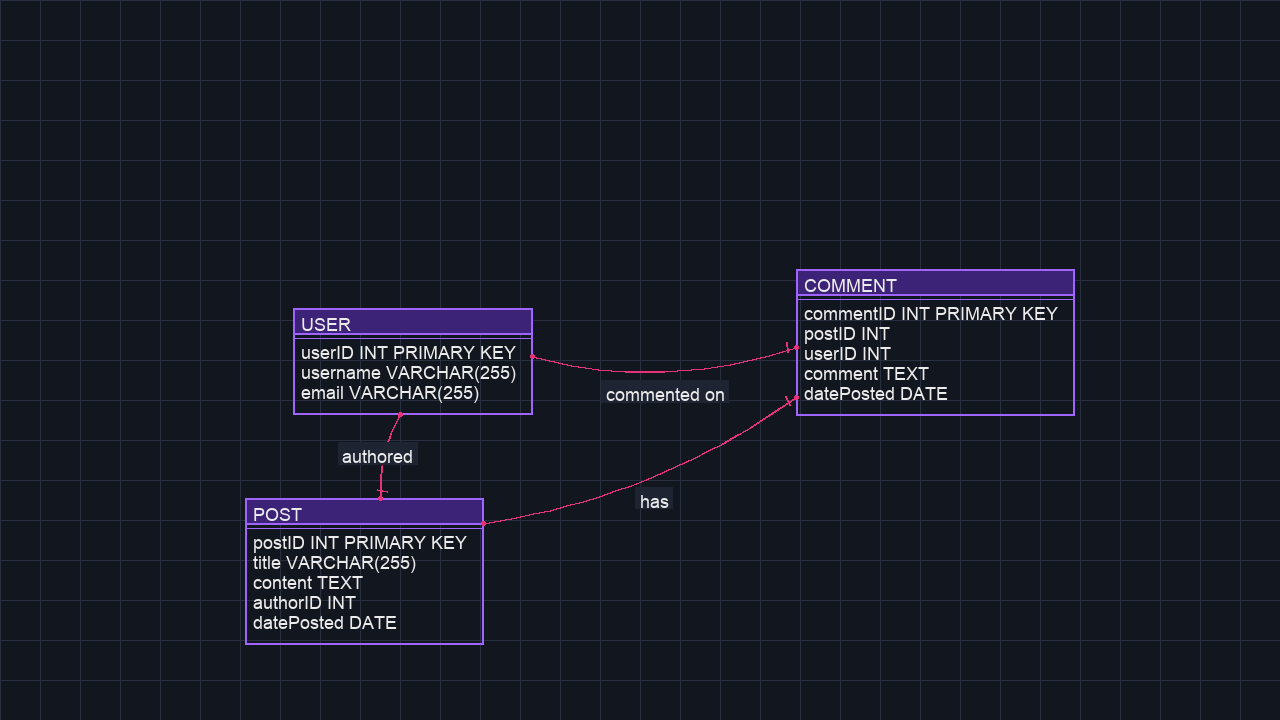 USER
userID INT PRIMARY KEY
username VARCHAR(255)
email VARCHAR(255)
COMMENT
commentID INT PRIMARY KEY
postID INT
userID INT
comment TEXT
datePosted DATE
commented on
authored
has
POST
postID INT PRIMARY KEY
title VARCHAR(255)
content TEXT
authorID INT
datePosted DATE